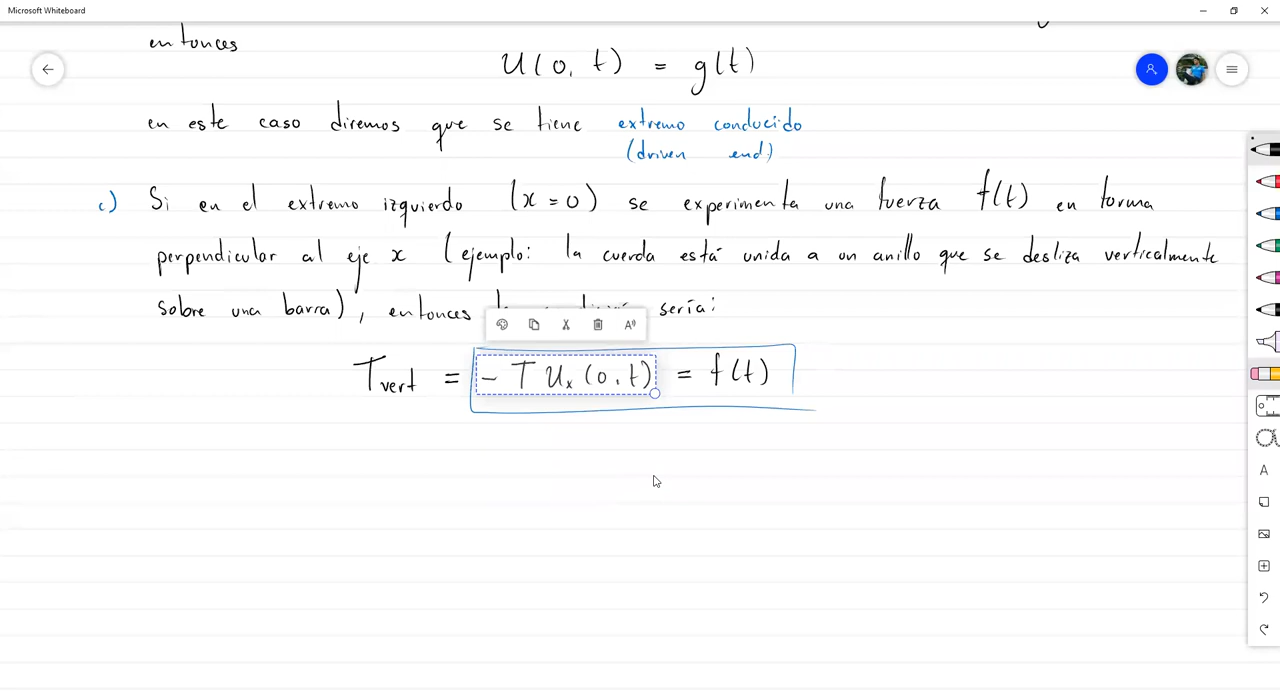 Microsoft Whiteboard
entonces
U(0, t) = g(t)
en este caso diremos que se tiene extremo conducido
(driven end)
c) Si en el extremo izquierdo (x = 0) se experimenta una fuerza f(t) en forma
perpendicular al eje x (ejemplo: la cuerda está unida a un anillo que se desliza verticalmente
sobre una barra), entonces sería:
T_vert = - T U_x (0, t) = f(t)